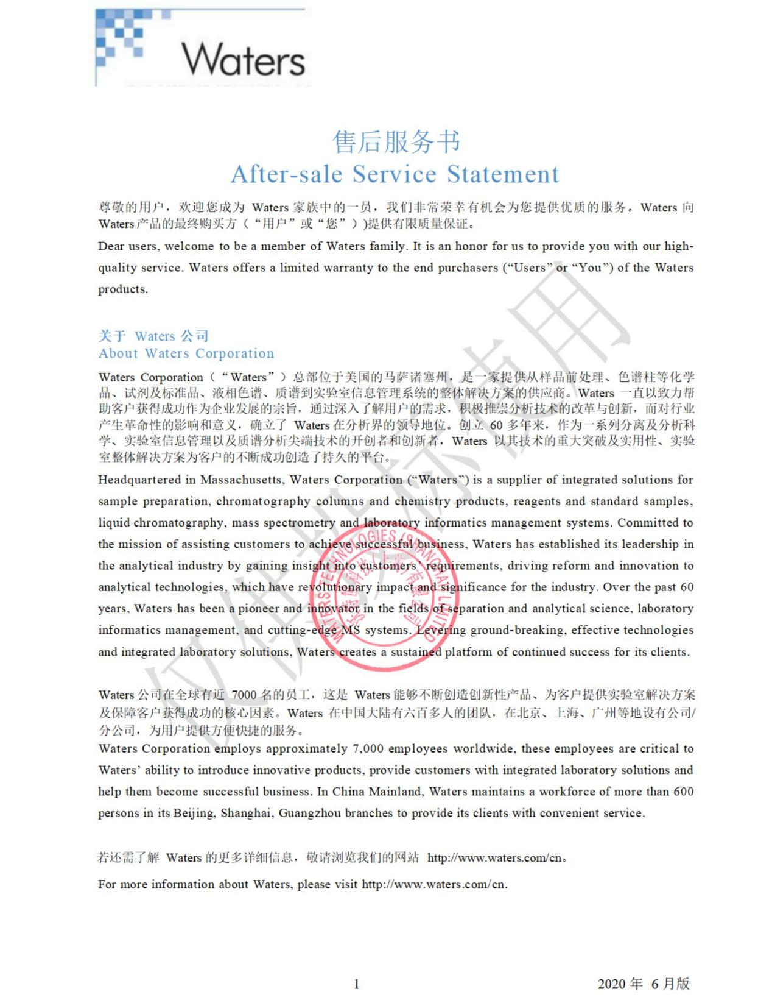 Waters
售后服务书
After-sale Service Statement
尊敬的用户，欢迎您成为 Waters 家族中的一员，我们非常荣幸有机会为您提供优质的服务。Waters 向
Waters 产品的最终购买方（“用户”或“您”）)提供有限质量保证。
Dear users, welcome to be a member of Waters family. It is an honor for us to provide you with our high-
quality service. Waters offers a limited warranty to the end purchasers (“Users” or “You”) of the Waters
products.
关于 Waters 公司
About Waters Corporation
Waters Corporation（“Waters”）总部位于美国的马萨诸塞州，是一家提供从样品前处理、色谱柱等化学
品、试剂及标准品、液相色谱、质谱到实验室信息管理系统的整体解决方案的供应商。Waters 一直以致力帮
助客户获得成功作为企业发展的宗旨，通过深入了解用户的需求，积极推崇分析技术的改革与创新，而对行业
产生革命性的影响和意义，确立了 Waters 在分析界的领导地位。创立 60 多年来，作为一系列分离及分析科
学、实验室信息管理以及质谱分析尖端技术的开创者和创新者，Waters 以其技术的重大突破及实用性、实验
室整体解决方案为客户的不断成功创造了持久的平台。
Headquartered in Massachusetts, Waters Corporation (“Waters”) is a supplier of integrated solutions for
sample preparation, chromatography columns and chemistry products, reagents and standard samples,
liquid chromatography, mass spectrometry and laboratory informatics management systems. Committed to
the mission of assisting customers to achieve successful business, Waters has established its leadership in
the analytical industry by gaining insight into customers’ requirements, driving reform and innovation to
analytical technologies, which have revolutionary impact and significance for the industry. Over the past 60
years, Waters has been a pioneer and innovator in the fields of separation and analytical science, laboratory
informatics management, and cutting-edge MS systems. Levering ground-breaking, effective technologies
and integrated laboratory solutions, Waters creates a sustained platform of continued success for its clients.
WATERS TECHNOLOGIES (SHANGHAI) LIMITED
沃特世科技(上海)有限公司
仅供投标使用
Waters 公司在全球有近 7000 名的员工，这是 Waters 能够不断创造创新性产品、为客户提供实验室解决方案
及保障客户获得成功的核心因素。Waters 在中国大陆有六百多人的团队，在北京、上海、广州等地设有公司/
分公司，为用户提供方便快捷的服务。
Waters Corporation employs approximately 7,000 employees worldwide, these employees are critical to
Waters’ ability to introduce innovative products, provide customers with integrated laboratory solutions and
help them become successful business. In China Mainland, Waters maintains a workforce of more than 600
persons in its Beijing, Shanghai, Guangzhou branches to provide its clients with convenient service.
若还需了解 Waters 的更多详细信息，敬请浏览我们的网站 http://www.waters.com/cn。
For more information about Waters, please visit http://www.waters.com/cn.
1
2020 年 6 月版